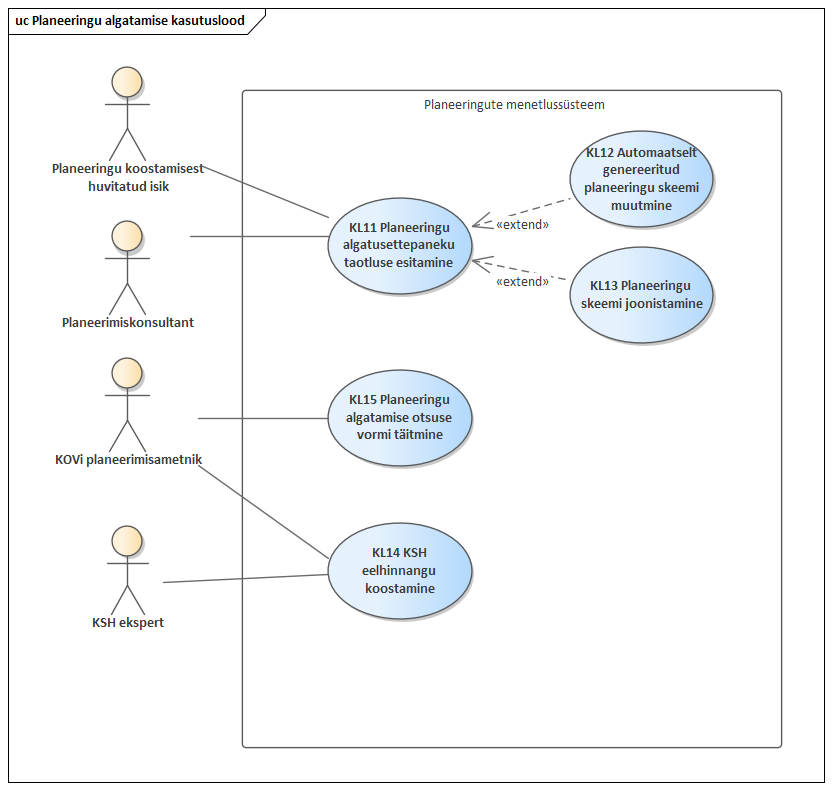 uc Planeeringu algatamise kasutuslood
Planeeringute menetlussüsteem
Planeeringu koostamisest
huvitatud isik
Planeerimiskonsultant
KOVi planeerimisametnik
KSH ekspert
KL11 Planeeringu
algatusettepaneku
taotluse esitamine
KL12 Automaatselt
genereeritud
planeeringu skeemi
muutmine
«extend»
KL13 Planeeringu
skeemi joonistamine
«extend»
KL15 Planeeringu
algatamise otsuse
vormi täitmine
KL14 KSH
eelhinnangu
koostamine